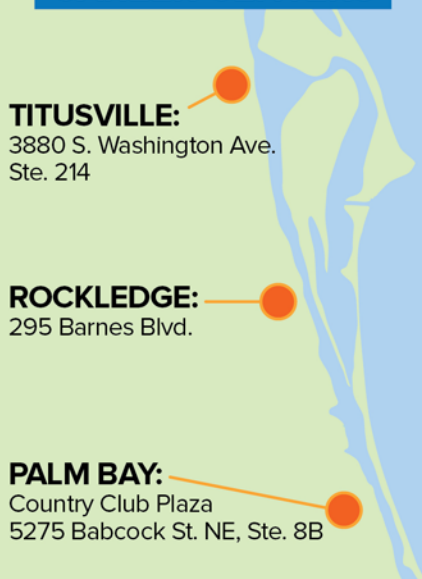 TITUSVILLE:
3880 S. Washington Ave.
Ste. 214
ROCKLEDGE:
295 Barnes Blvd.
PALM BAY:
Country Club Plaza
5275 Babcock St. NE, Ste. 8B